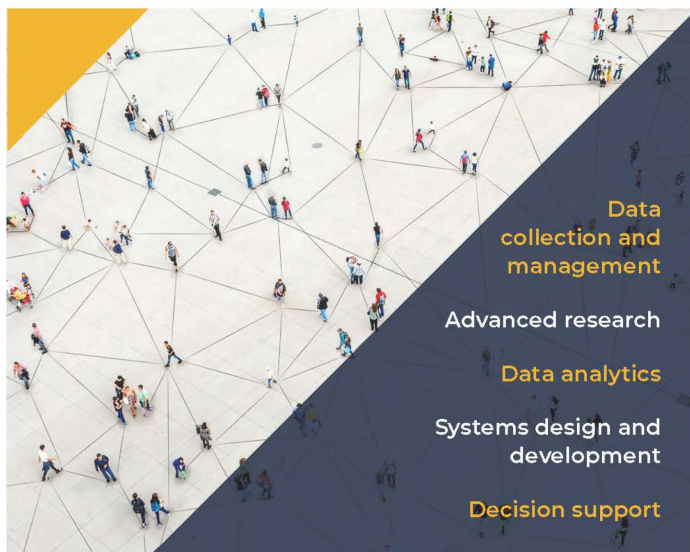 Data
collection and
management
Advanced research
Data analytics
Systems design and
development
Decision support